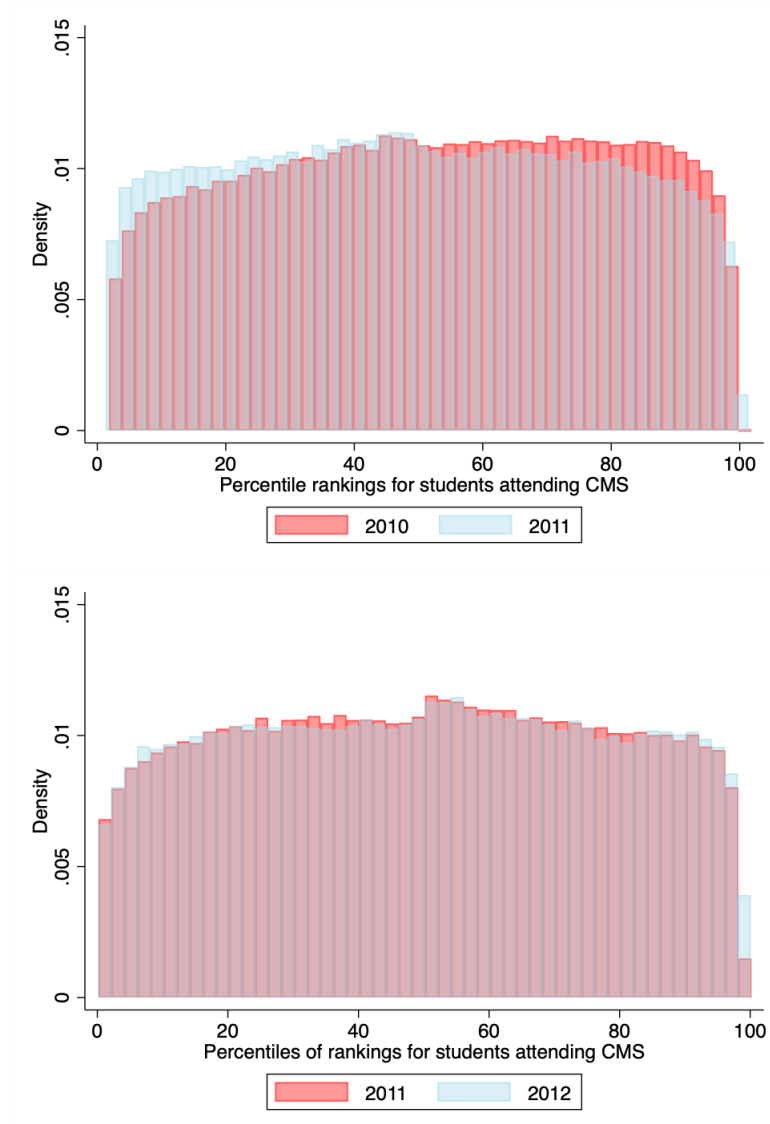 .015
.01
.005
0
Density
0 20 40 60 80 100
Percentile rankings for students attending CMS
2010 2011
.015
.01
.005
0
Density
0 20 40 60 80 100
Percentiles of rankings for students attending CMS
2011 2012